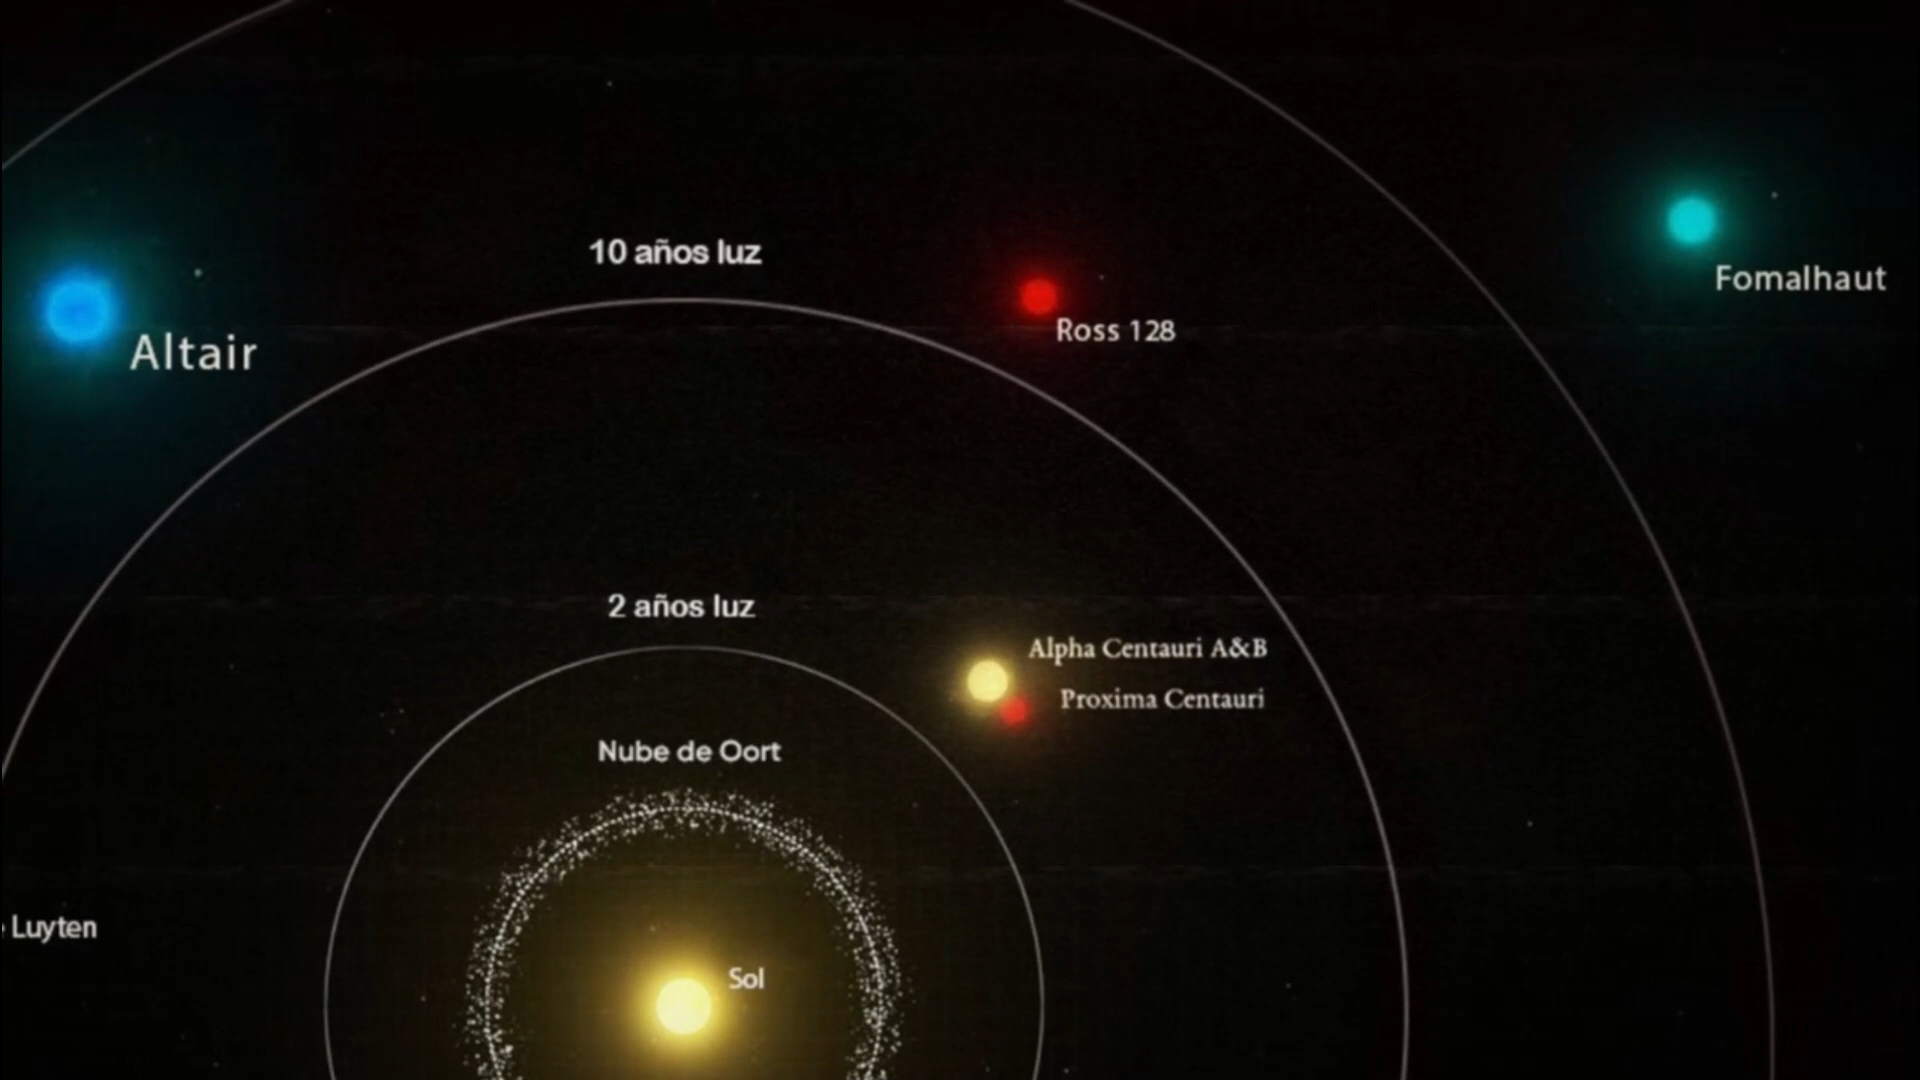 10 años luz
Fomalhaut
Ross 128
Altair
2 años luz
Alpha Centauri A&B
Proxima Centauri
Nube de Oort
Luyten
Sol